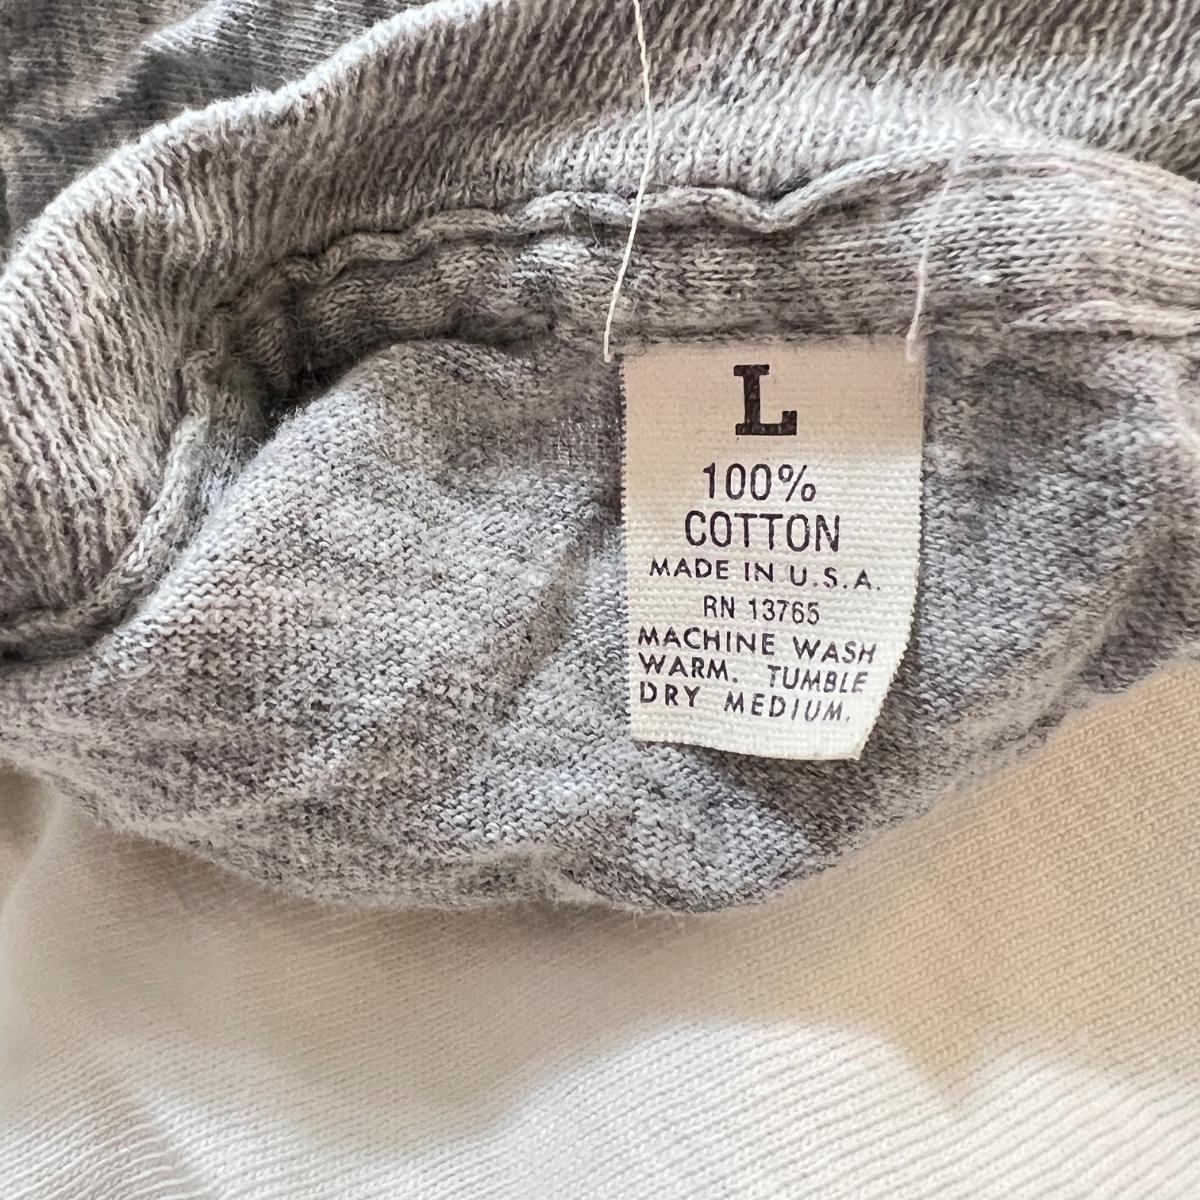 L
100%
COTTON
MADE IN U.S.A.
RN 13765
MACHINE WASH
WARM. TUMBLE
DRY MEDIUM.